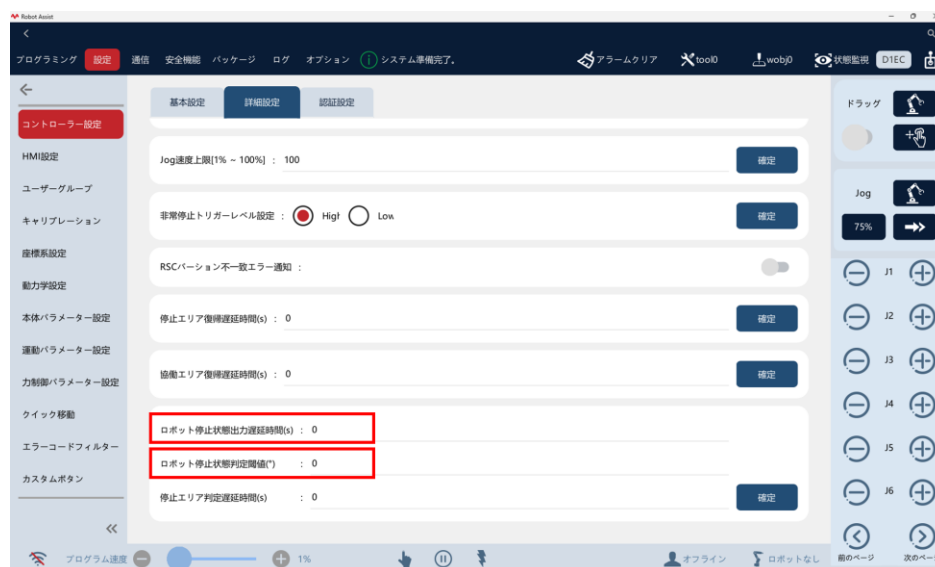 Robot Assist
プログラミング 設定 通信 安全機能 パッケージ ログ オプション システム準備完了。 アラームクリア tool0 wobj0 状態監視 D1EC
基本設定 詳細設定 認証設定
コントローラー設定
HMI設定
ユーザーグループ
キャリブレーション
座標系設定
動力学設定
本体パラメーター設定
運動パラメーター設定
力制御パラメーター設定
クイック移動
エラーコードフィルター
カスタムボタン
Jog速度上限[1% ~ 100%] : 100 確定
非常停止トリガーレベル設定 : High Low 確定
RSCバーション不一致エラー通知 :
停止エリア復帰遅延時間(s) : 0 確定
協働エリア復帰遅延時間(s) : 0 確定
ロボット停止状態出力遅延時間(s) : 0
ロボット停止状態判定閾値(°) : 0
停止エリア判定遅延時間(s) : 0 確定
ドラッグ
Jog
75%
J1
J2
J3
J4
J5
J6
前のページ 次のペー
プログラム速度 1% オフライン ロボットなし